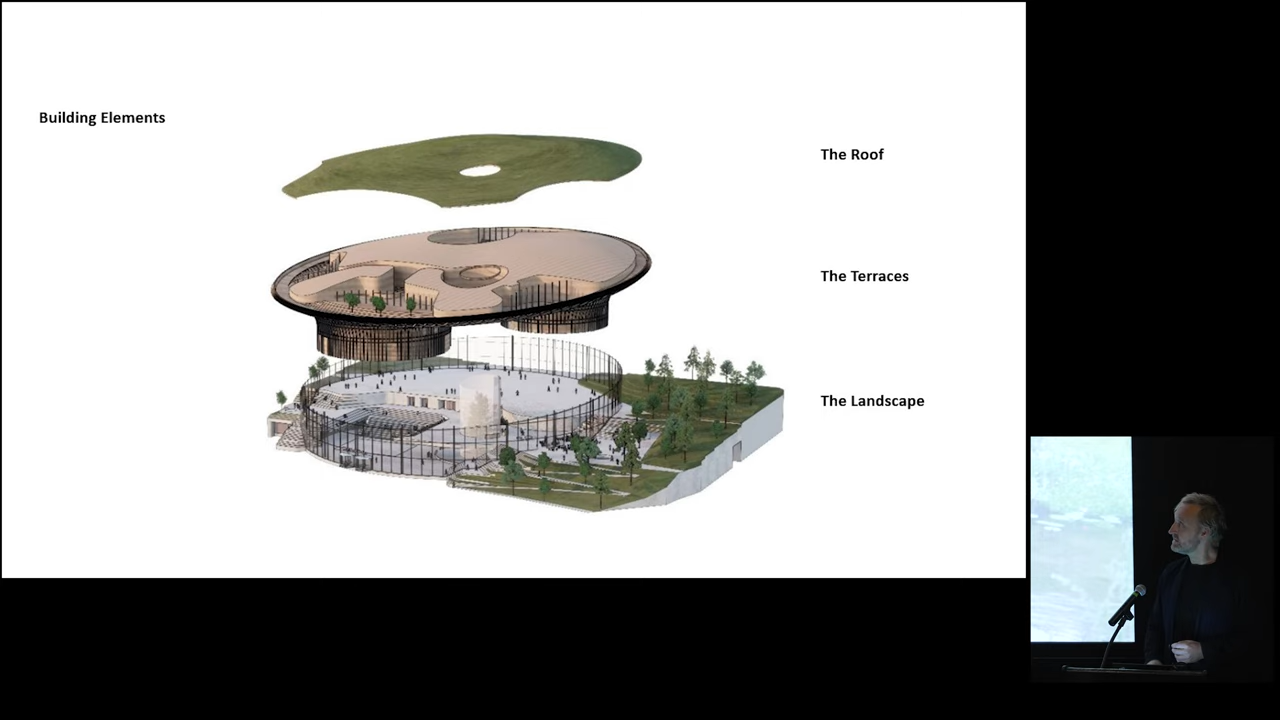 Building Elements
The Roof
The Terraces
The Landscape